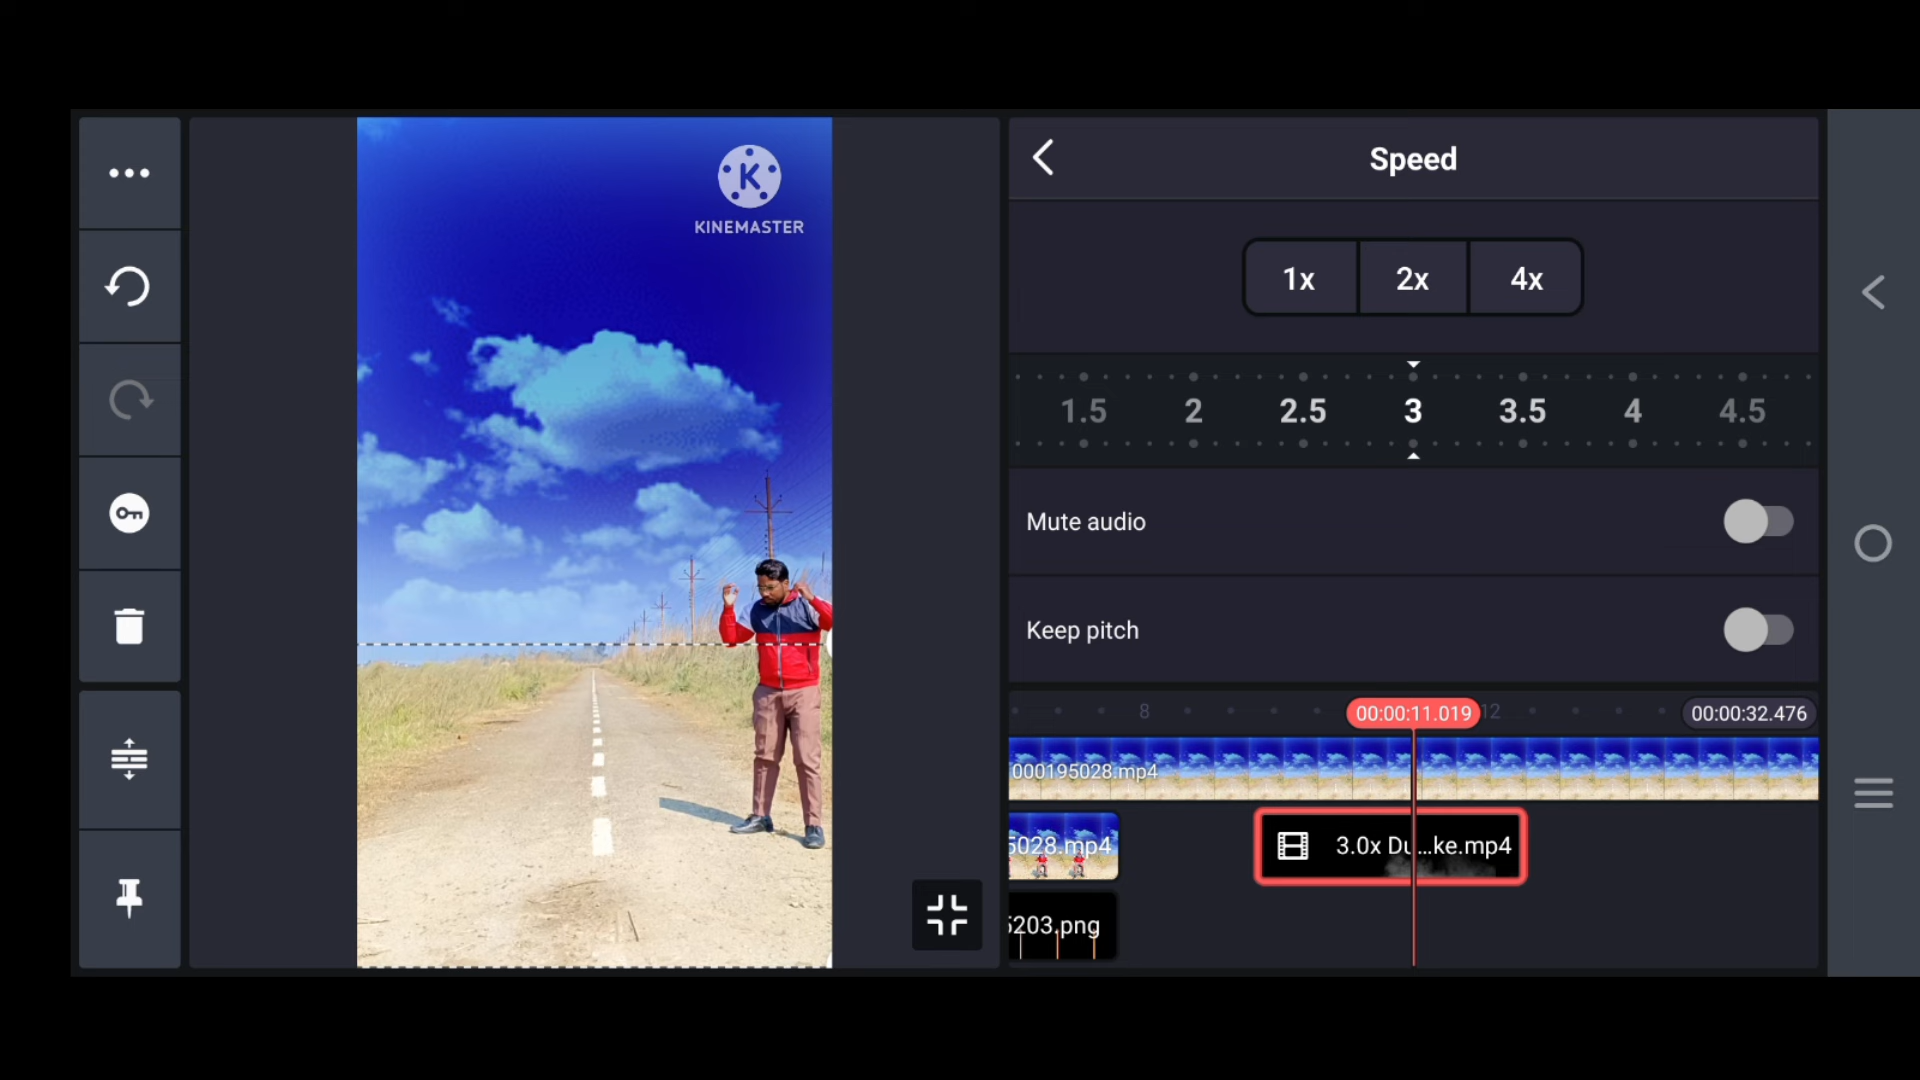 K
KINEMASTER
Speed
1x 2x 4x
1.5 2 2.5 3 3.5 4 4.5
Mute audio
Keep pitch
8 00:00:11.019 12 00:00:32.476
000195028.mp4
5028.mp4 3.0x Du...ke.mp4
5203.png